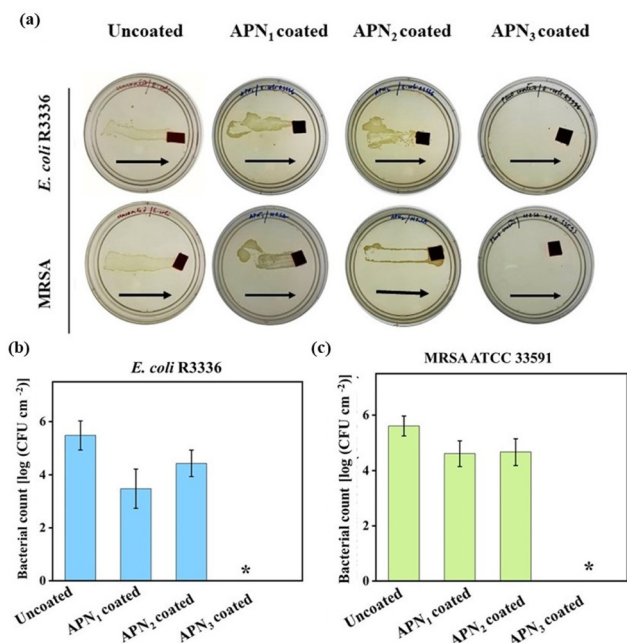 (a)
Uncoated APN₁ coated APN₂ coated APN₃ coated
E. coli R3336
MRSA
(b)
E. coli R3336
Bacterial count [log (CFU cm⁻²)]
6
4
2
0
*
Uncoated
APN₁ coated
APN₂ coated
APN₃ coated
(c)
MRSA ATCC 33591
Bacterial count [log (CFU cm⁻²)]
6
4
2
0
*
Uncoated
APN₁ coated
APN₂ coated
APN₃ coated